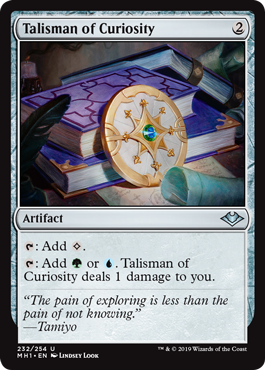 Talisman of Curiosity 2
Artifact
: Add .
: Add or . Talisman of
Curiosity deals 1 damage to you.
“The pain of exploring is less than the
pain of not knowing.”
—Tamiyo
232/254 U
MH1 • EN Lindsey Look
™ & © 2019 Wizards of the Coast